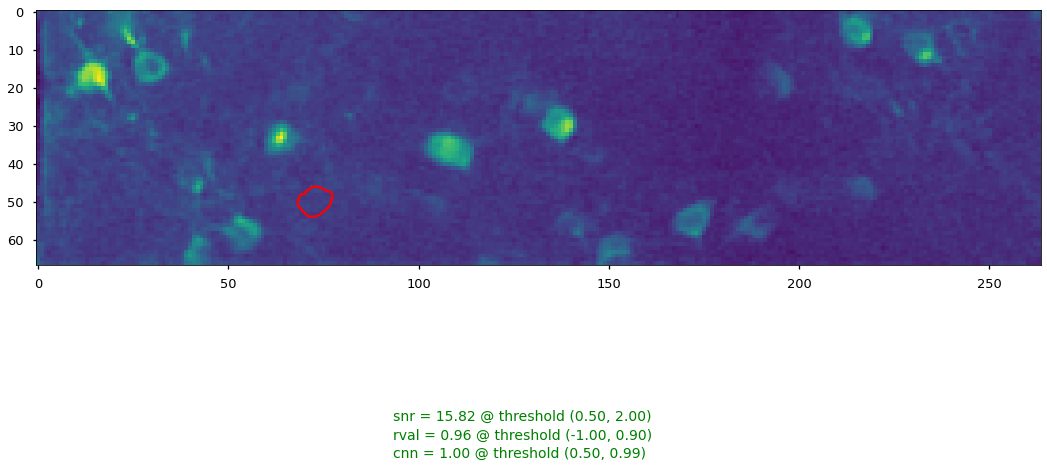 0
10
20
30
40
50
60
0 50 100 150 200 250
snr = 15.82 @ threshold (0.50, 2.00)
rval = 0.96 @ threshold (-1.00, 0.90)
cnn = 1.00 @ threshold (0.50, 0.99)